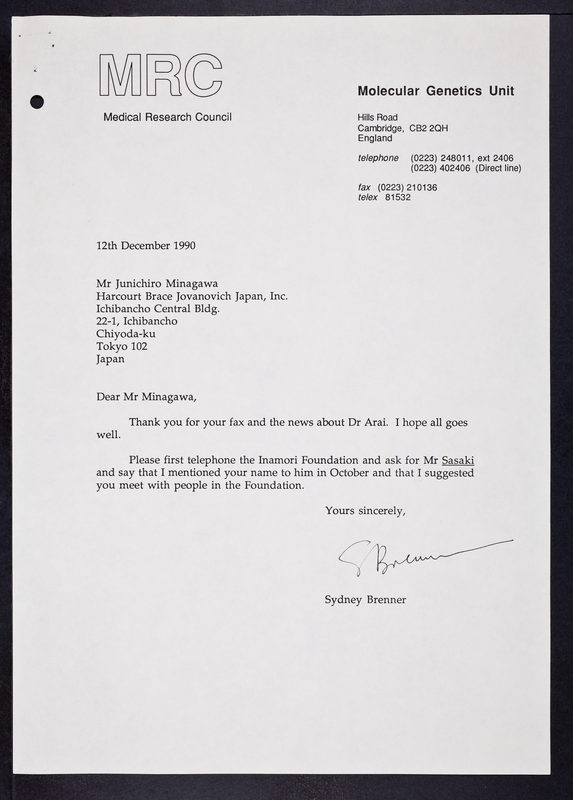 MRC
Medical Research Council
Molecular Genetics Unit
Hills Road
Cambridge, CB2 2QH
England
telephone (0223) 248011, ext 2406
(0223) 402406 (Direct line)
fax (0223) 210136
telex 81532
12th December 1990
Mr Junichiro Minagawa
Harcourt Brace Jovanovich Japan, Inc.
Ichibancho Central Bldg.
22-1, Ichibancho
Chiyoda-ku
Tokyo 102
Japan
Dear Mr Minagawa,
Thank you for your fax and the news about Dr Arai. I hope all goes
well.
Please first telephone the Inamori Foundation and ask for Mr Sasaki
and say that I mentioned your name to him in October and that I suggested
you meet with people in the Foundation.
Yours sincerely,
S Brenner
Sydney Brenner